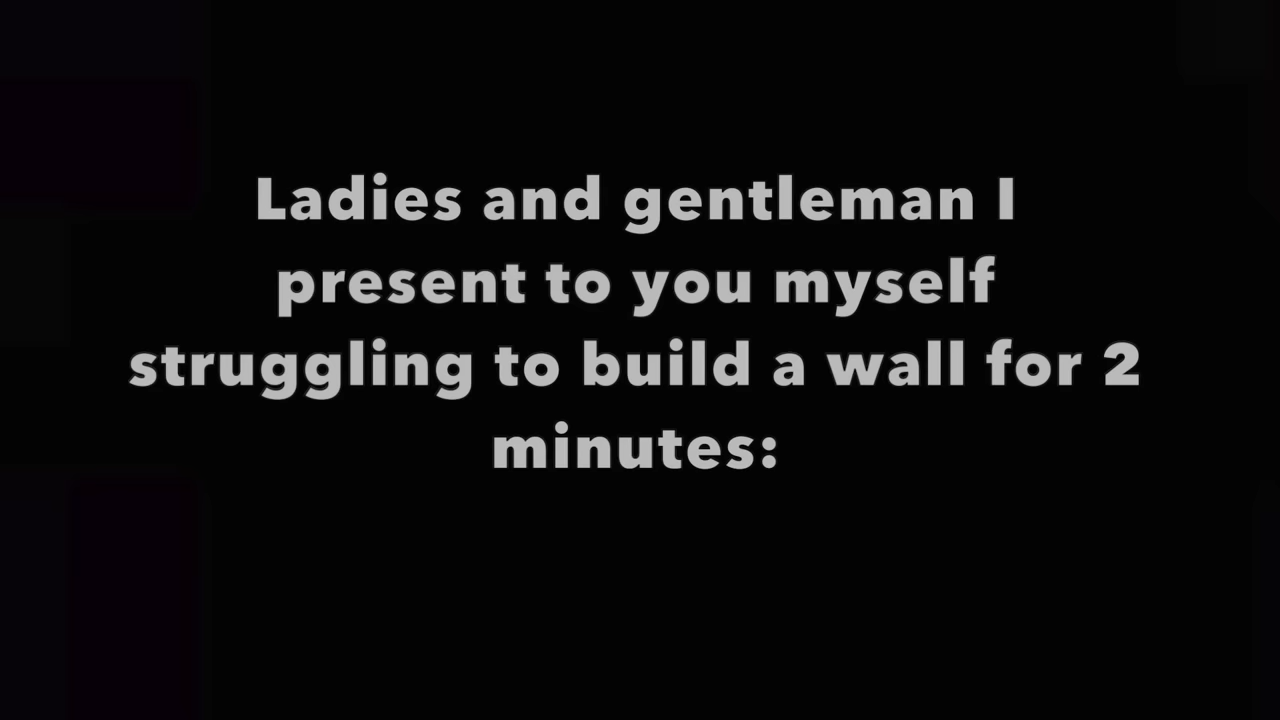 Ladies and gentleman I
present to you myself
struggling to build a wall for 2
minutes: